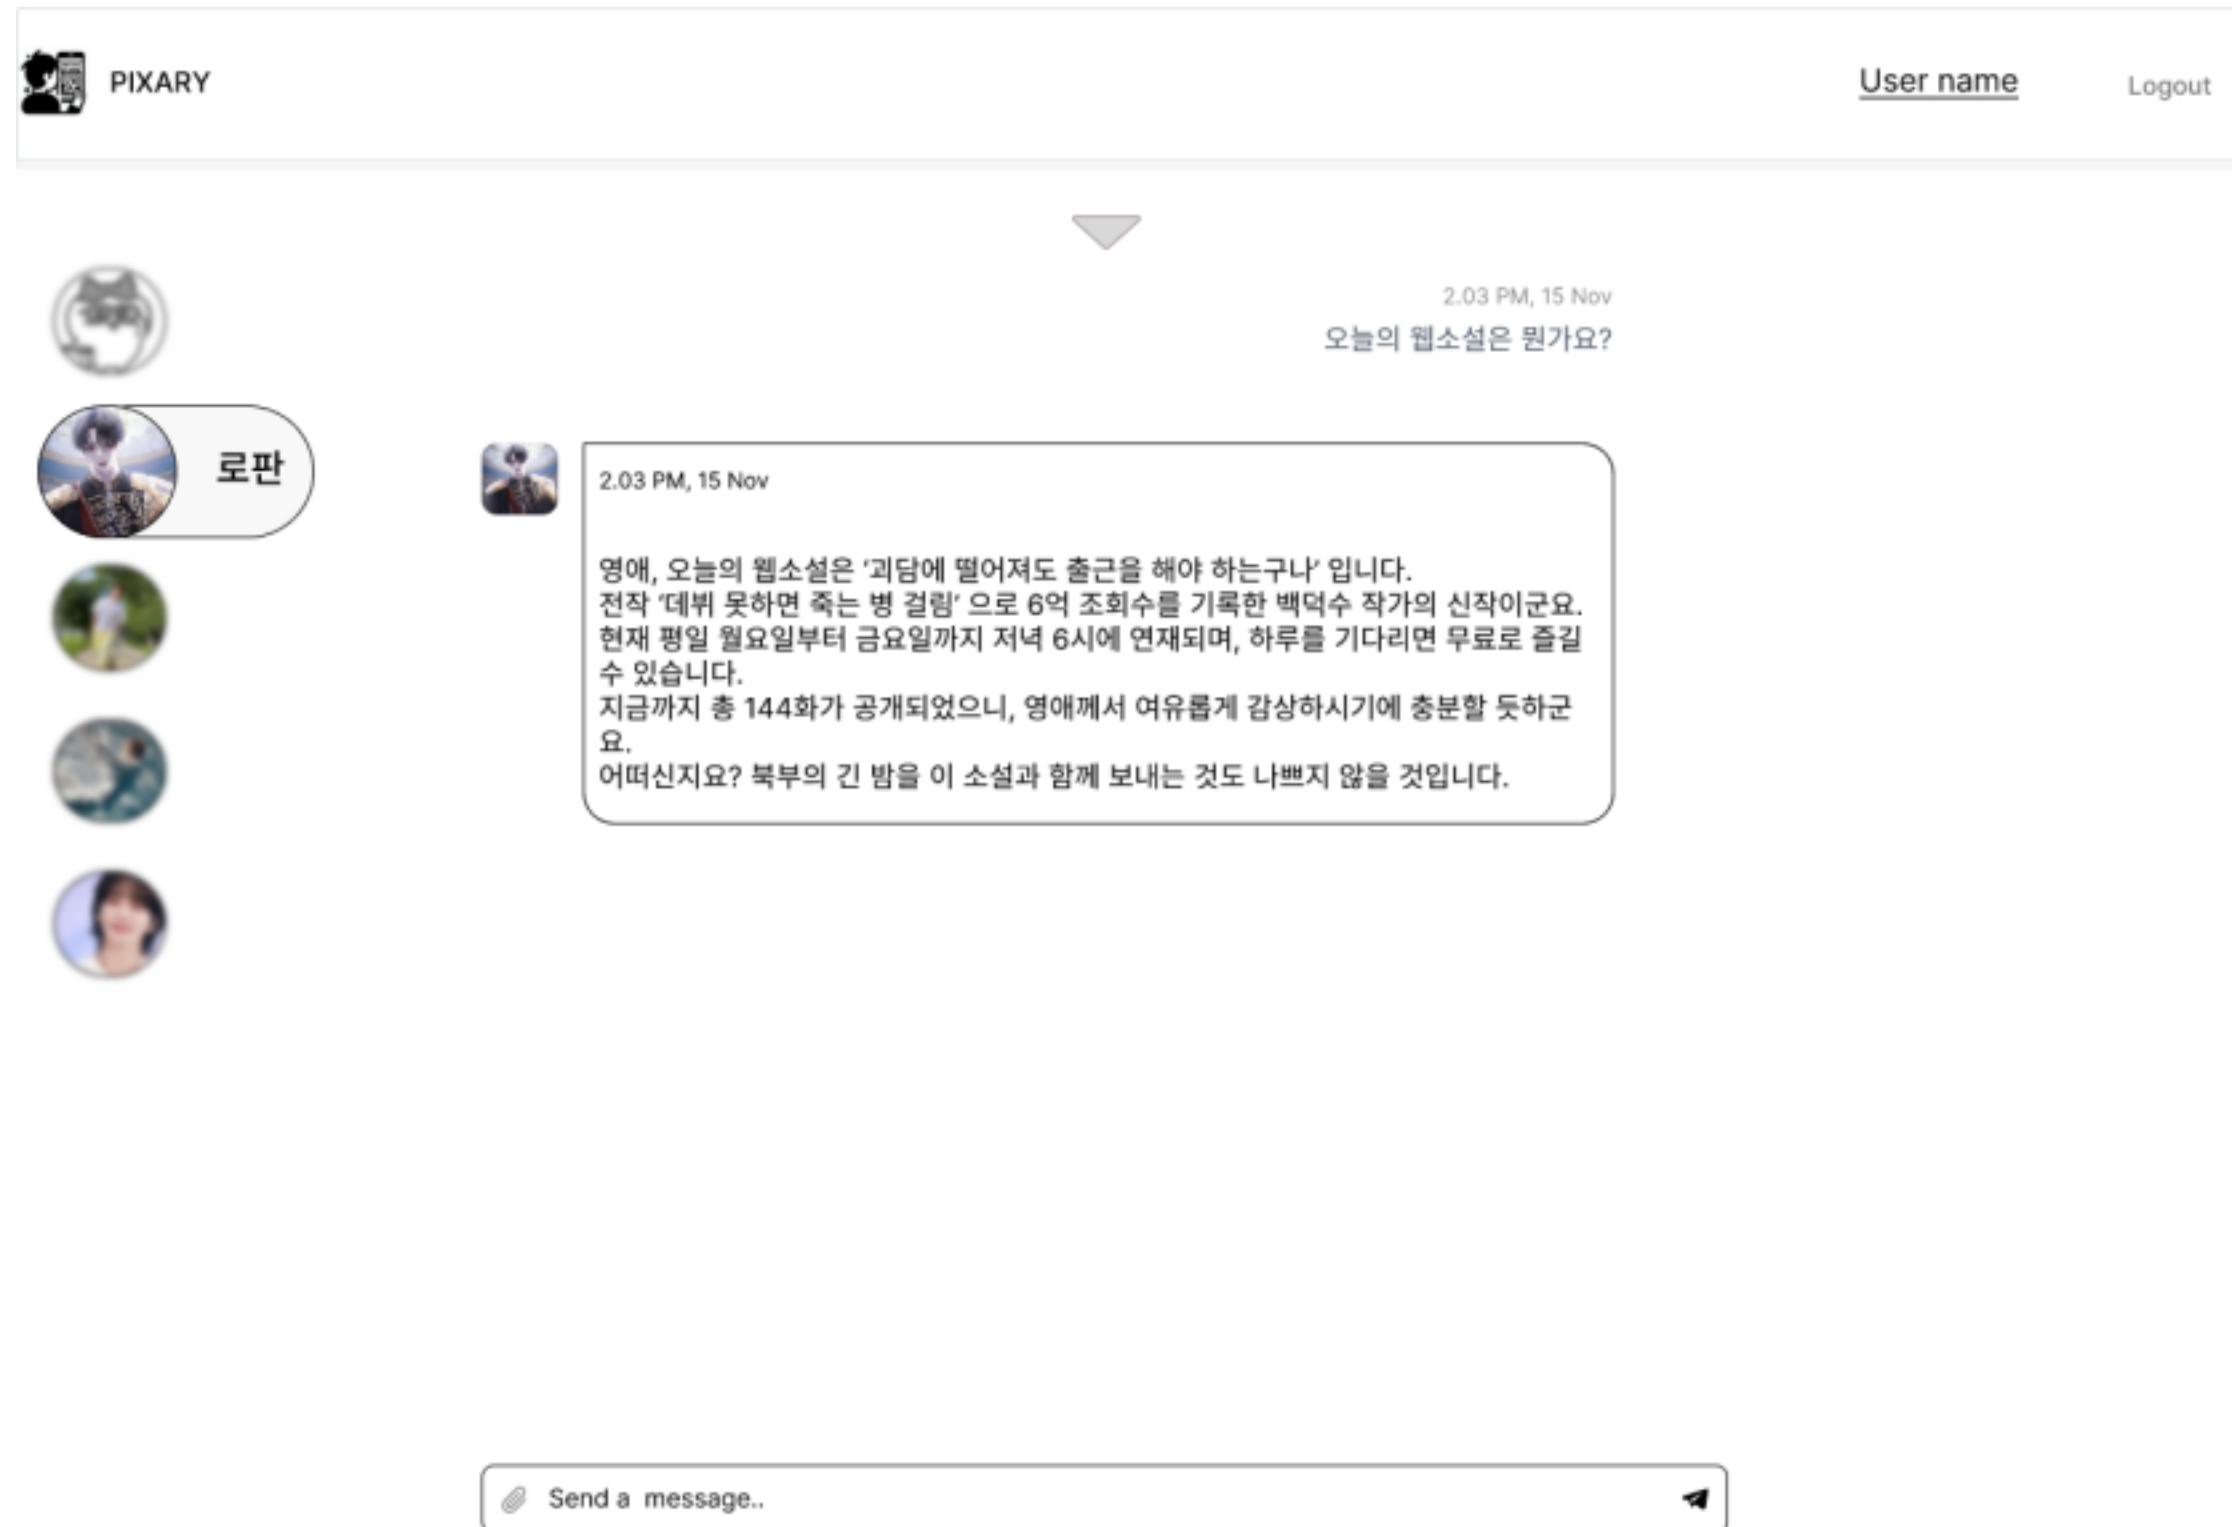 PIXARY
User name
Logout
2.03 PM, 15 Nov
오늘의 웹소설은 뭔가요?
로판
2.03 PM, 15 Nov
영애, 오늘의 웹소설은 ‘괴담에 떨어져도 출근을 해야 하는구나’ 입니다.
전작 ‘데뷔 못하면 죽는 병 걸림’ 으로 6억 조회수를 기록한 백덕수 작가의 신작이군요.
현재 평일 월요일부터 금요일까지 저녁 6시에 연재되며, 하루를 기다리면 무료로 즐길
수 있습니다.
지금까지 총 144화가 공개되었으니, 영애께서 여유롭게 감상하시기에 충분할 듯하군
요.
어떠신지요? 북부의 긴 밤을 이 소설과 함께 보내는 것도 나쁘지 않을 것입니다.
Send a  message..